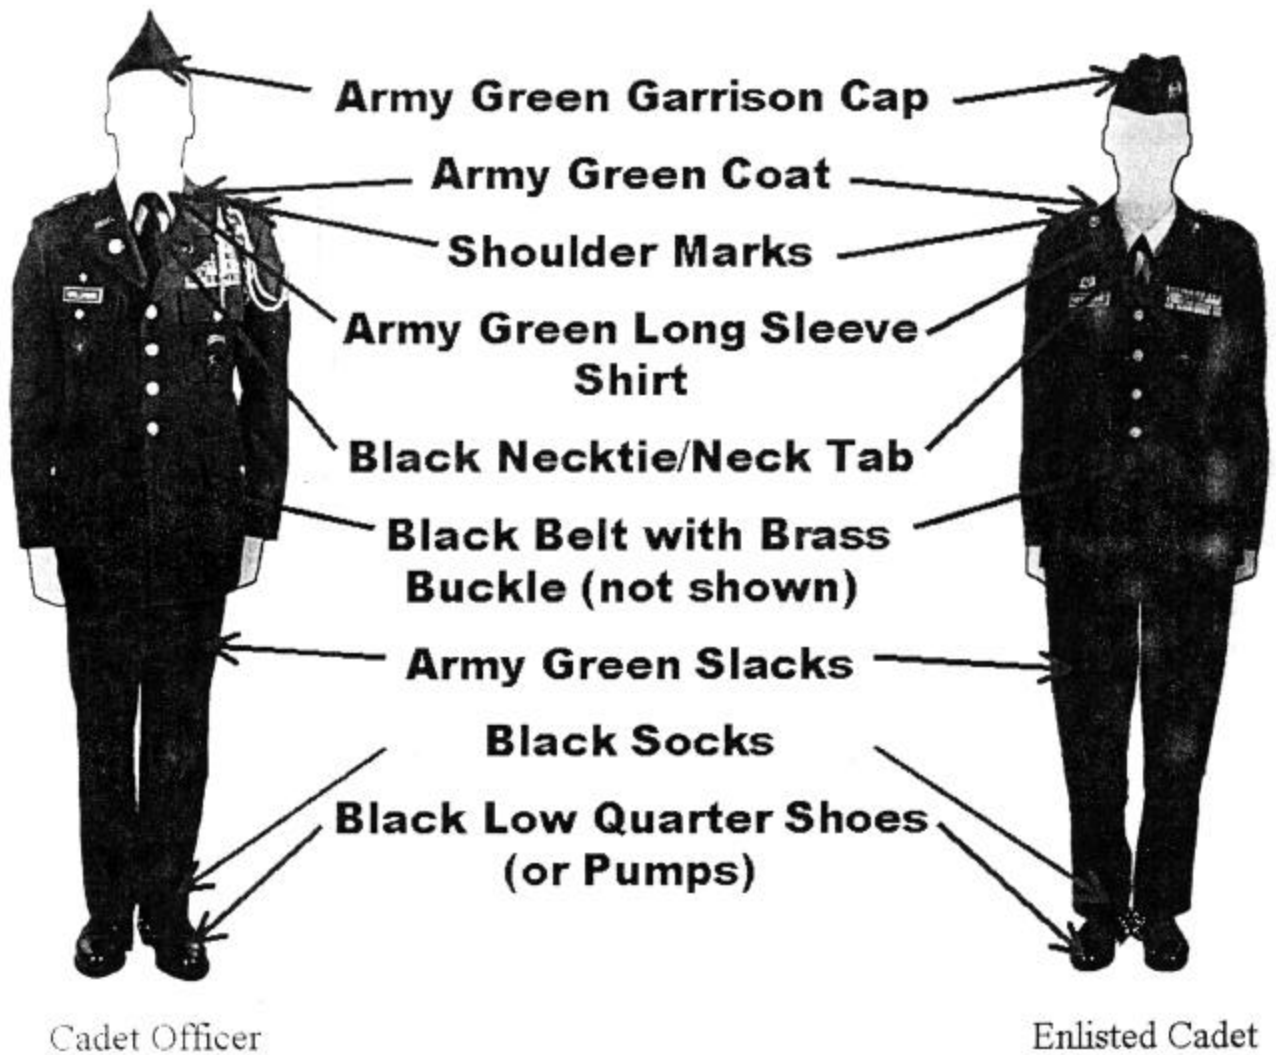 Army Green Garrison Cap
Army Green Coat
Shoulder Marks
Army Green Long Sleeve
Shirt
Black Necktie/Neck Tab
Black Belt with Brass
Buckle (not shown)
Army Green Slacks
Black Socks
Black Low Quarter Shoes
(or Pumps)
Cadet Officer
Enlisted Cadet